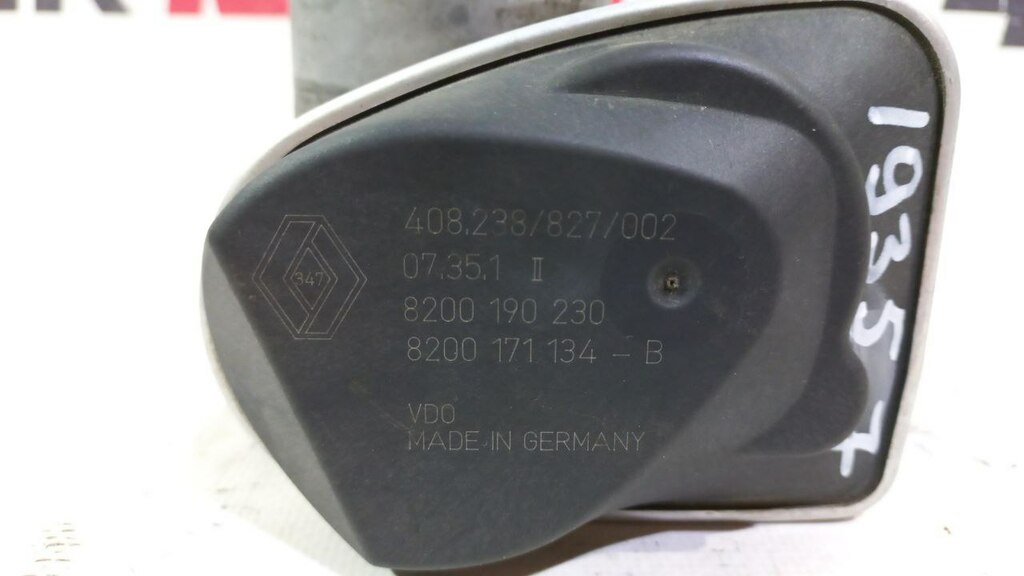 408.238/827/002
07.35.1 II
8200 190 230
8200 171 134 - B
347
VDO
MADE IN GERMANY
19357